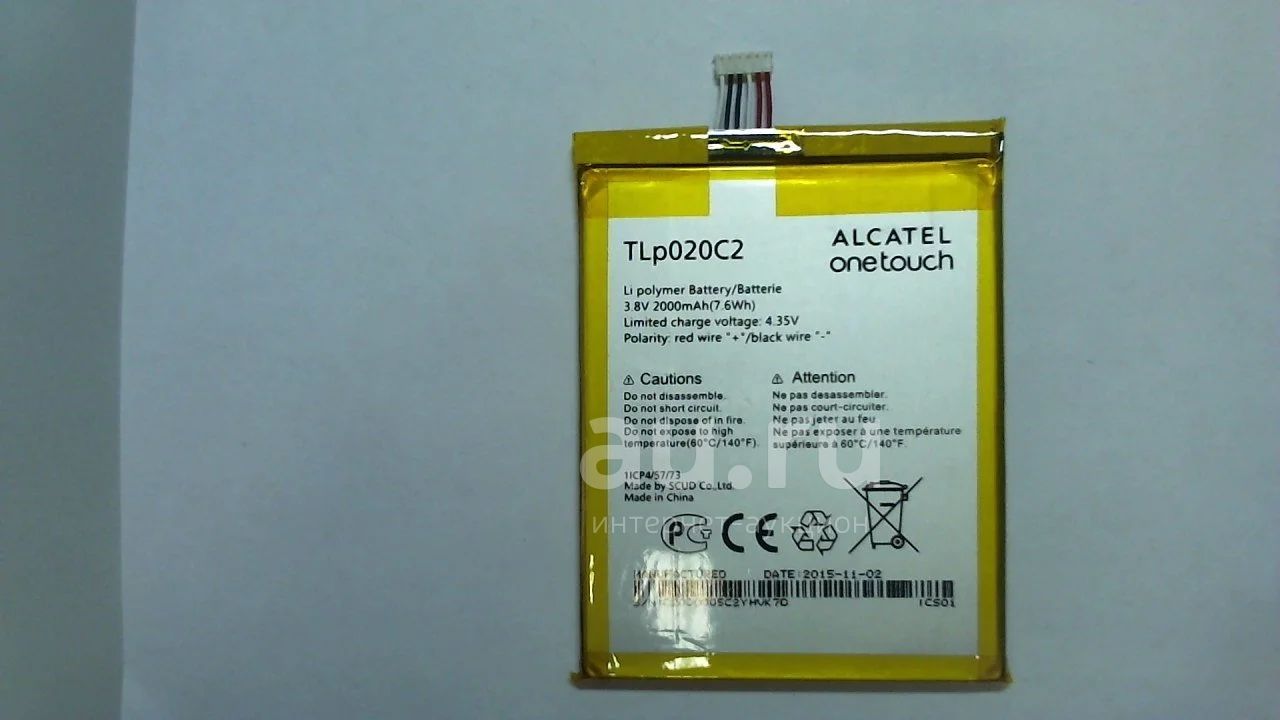 TLp020C2
ALCATEL
onetouch
Li polymer Battery/Batterie
3.8V 2000mAh(7.6Wh)
Limited charge voltage: 4.35V
Polarity: red wire "+"/black wire "-"
⚠ Cautions
Do not disassemble.
Do not short circuit.
Do not dispose of in fire.
Do not expose to high
temperature(60°C/140°F).
⚠ Attention
Ne pas desassembler.
Ne pas court-circuiter.
Ne pas jeter au feu.
Ne pas exposer à une température
supérieure à 60°C/140°F.
1ICP4/57/73
Made by SCUD Co.,Ltd.
Made in China
au.ru
интернет-аукцион
CE
MANUFACTURED DATE:2015-11-02
ICS01